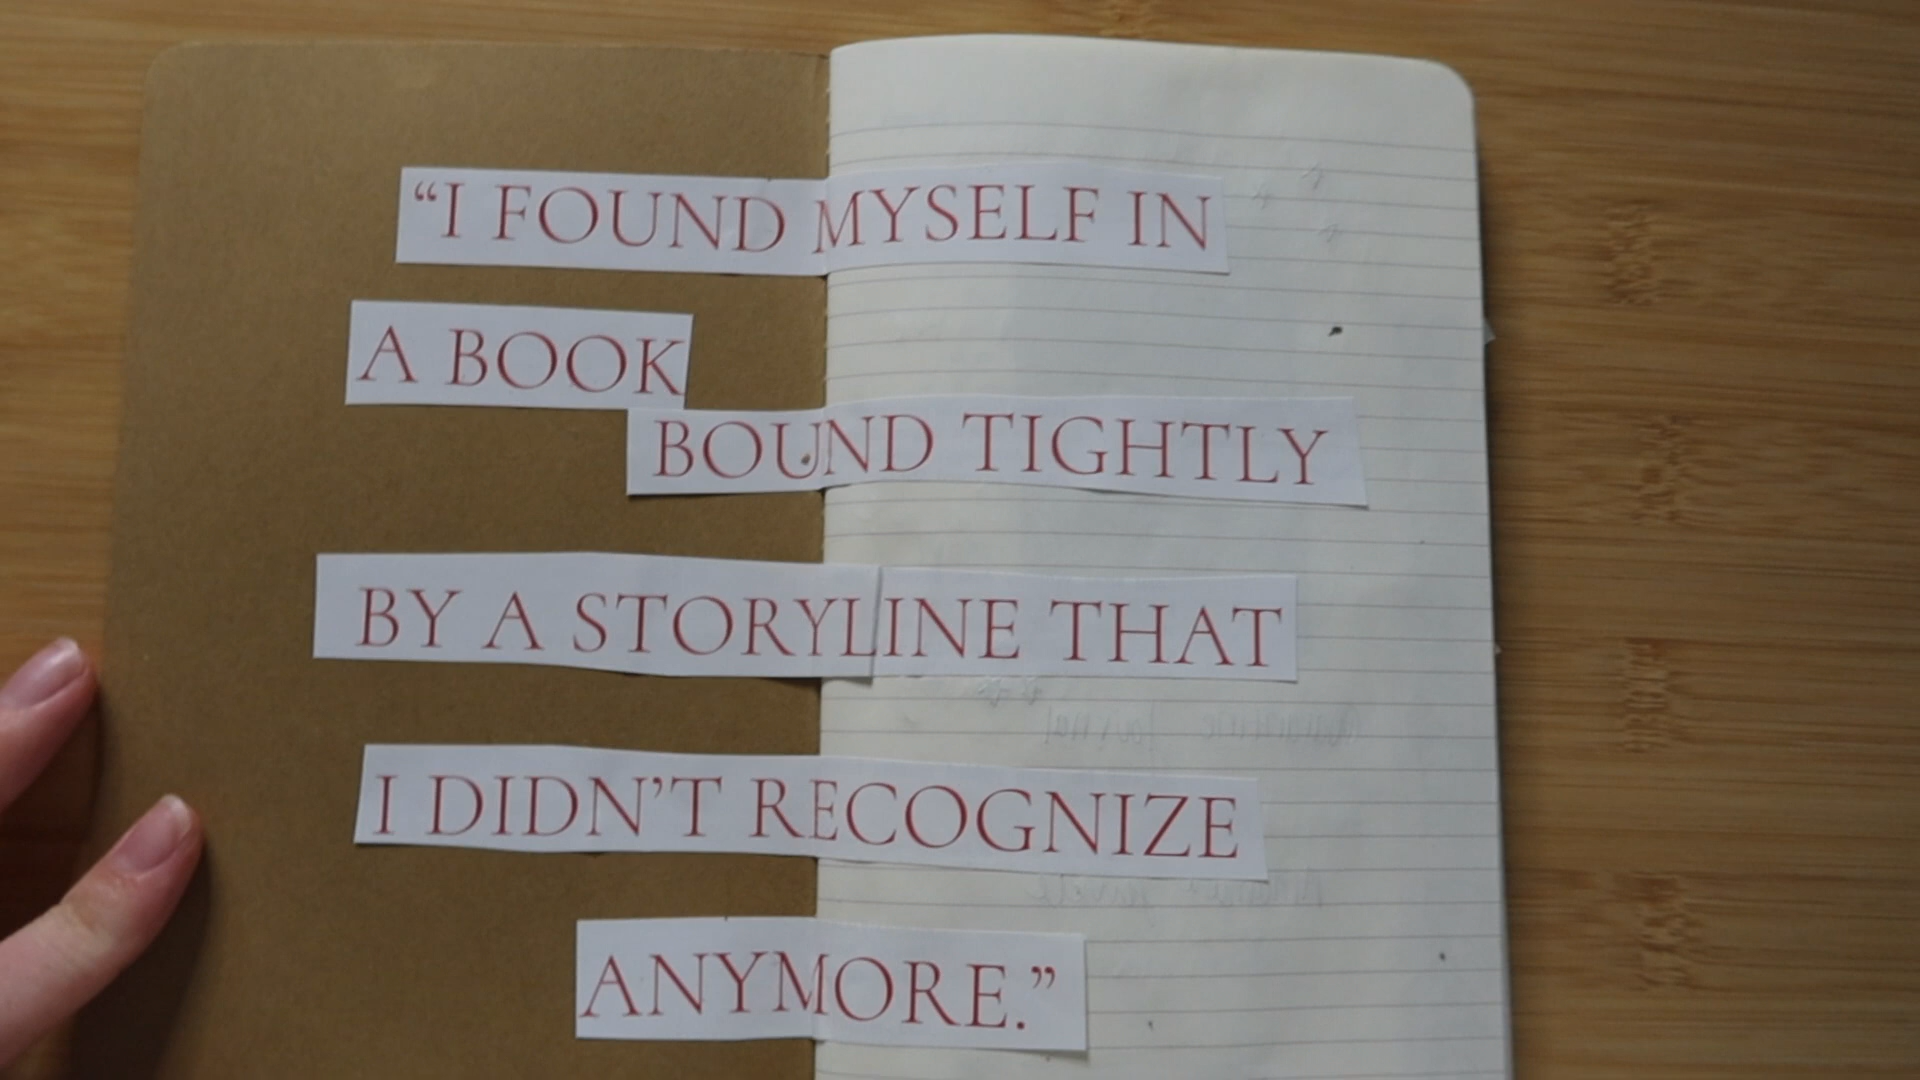 “I FOUND MYSELF IN
A BOOK
BOUND TIGHTLY
BY A STORYLINE THAT
I DIDN’T RECOGNIZE
ANYMORE.”